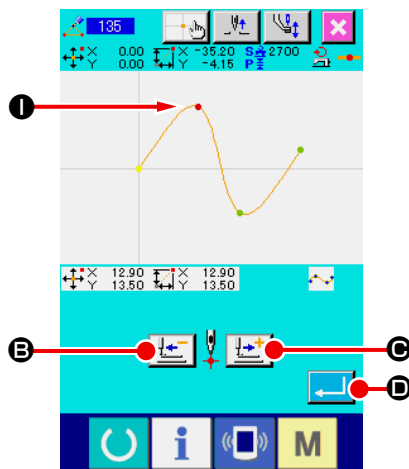 135
X 0.00 X -35.20 S 2700
Y 0.00 Y -4.15 P
I
X 12.90 X 12.90
Y 13.50 Y 13.50
B
C
D
i M